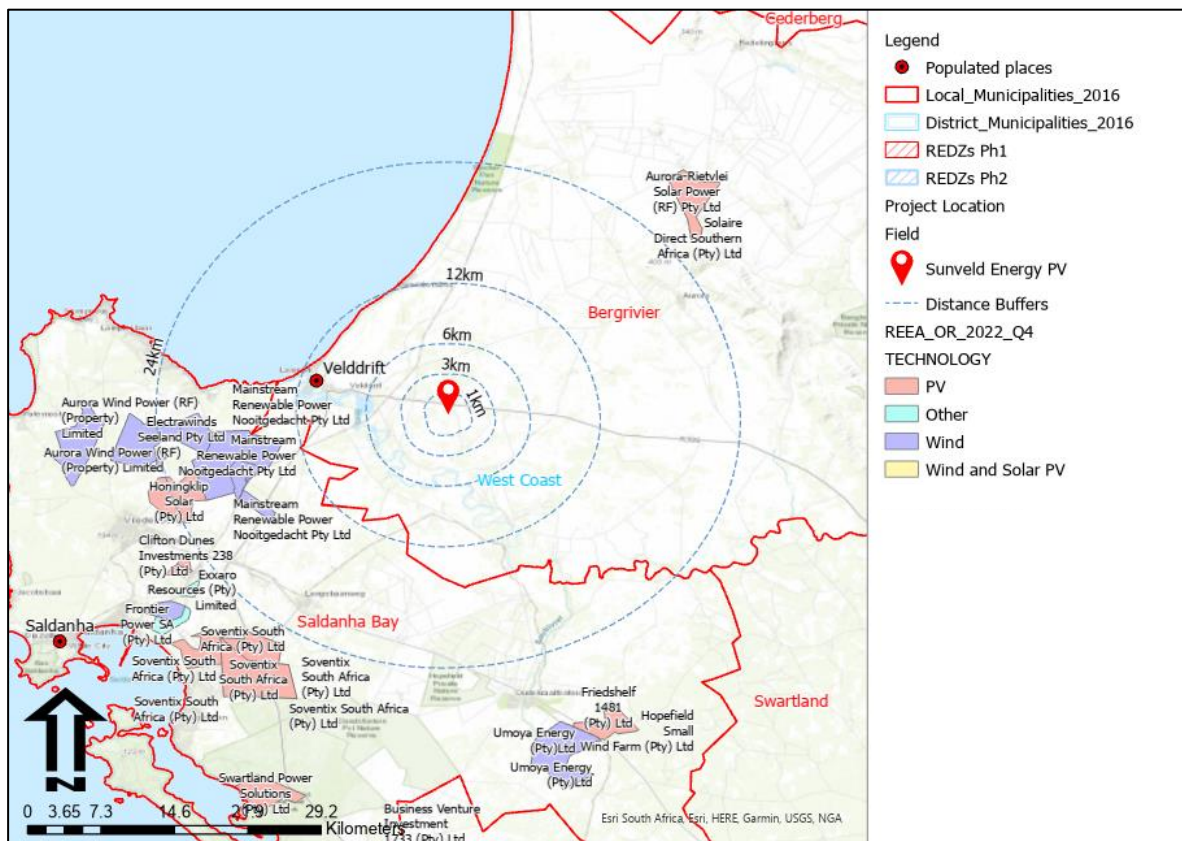 Cederberg
Aurora-Rietvlei
Solar Power
(RF) Pty Ltd
Solaire
Direct Southern
Africa (Pty) Ltd
Aurora
12km
Bergrivier
6km
3km
1km
24km
Velddrift
Velddrift
Mainstream
Renewable Power
Nooitgedacht Pty Ltd
Aurora Wind Power (RF)
(Property)
Limited
Electrawinds
Seeland Pty Ltd
Mainstream
Renewable Power
Nooitgedacht Pty Ltd
Aurora Wind Power (RF)
(Property) Limited
West Coast
Honingklip
Solar
(Pty) Ltd
Mainstream
Renewable Power
Nooitgedacht Pty Ltd
Clifton Dunes
Investments 238
(Pty) Ltd
Exxaro
Resources (Pty)
Limited
Frontier
Power SA
(Pty) Ltd
Saldanha
Saldanha Bay
Soventix South
Africa (Pty) Ltd
Soventix South
Africa (Pty) Ltd
Soventix
South Africa
(Pty) Ltd
Soventix
South Africa
(Pty) Ltd
Soventix South Africa
(Pty) Ltd
Soventix South
Africa (Pty) Ltd
Swartland
Friedshelf
1481
(Pty) Ltd
Hopefield
Small
Wind Farm (Pty) Ltd
Umoya Energy
(Pty)Ltd
Umoya Energy
(Pty)Ltd
Swartland Power
Solutions
(Pty) Ltd
Business Venture
Investment
1733 (Pty) Ltd
N
0 3.65 7.3 14.6 21.9 29.2
Kilometers
Esri South Africa, Esri, HERE, Garmin, USGS, NGA
Legend
Populated places
Local_Municipalities_2016
District_Municipalities_2016
REDZs Ph1
REDZs Ph2
Project Location
Field
Sunveld Energy PV
Distance Buffers
REEA_OR_2022_Q4
TECHNOLOGY
PV
Other
Wind
Wind and Solar PV